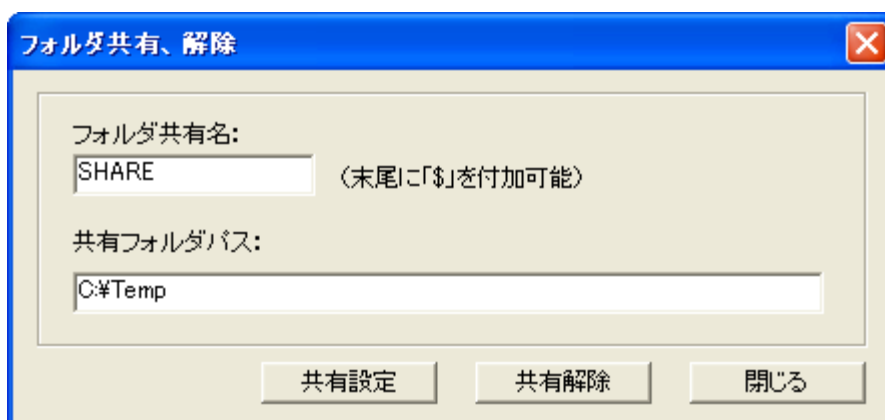 フォルダ共有、解除
フォルダ共有名:
SHARE (末尾に「$」を付加可能)
共有フォルダパス:
C:¥Temp
共有設定 共有解除 閉じる